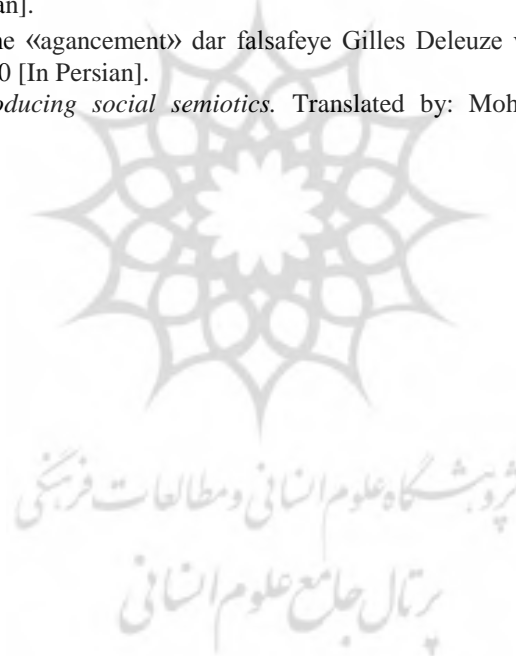 an].
ne «agancement» dar falsafeye Gilles Deleuze v
0 [In Persian].
oducing social semiotics. Translated by: Moh
پژوهشگاه علوم انسانی و مطالعات فرهنگی
پرتال جامع علوم انسانی